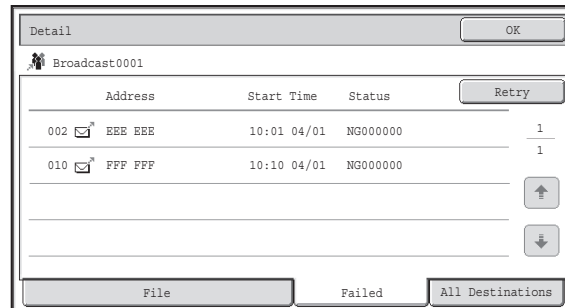 Detail OK
Broadcast0001
Address Start Time Status Retry
002 EEE EEE 10:01 04/01 NG000000
1
010 FFF FFF 10:10 04/01 NG000000
1
File Failed All Destinations